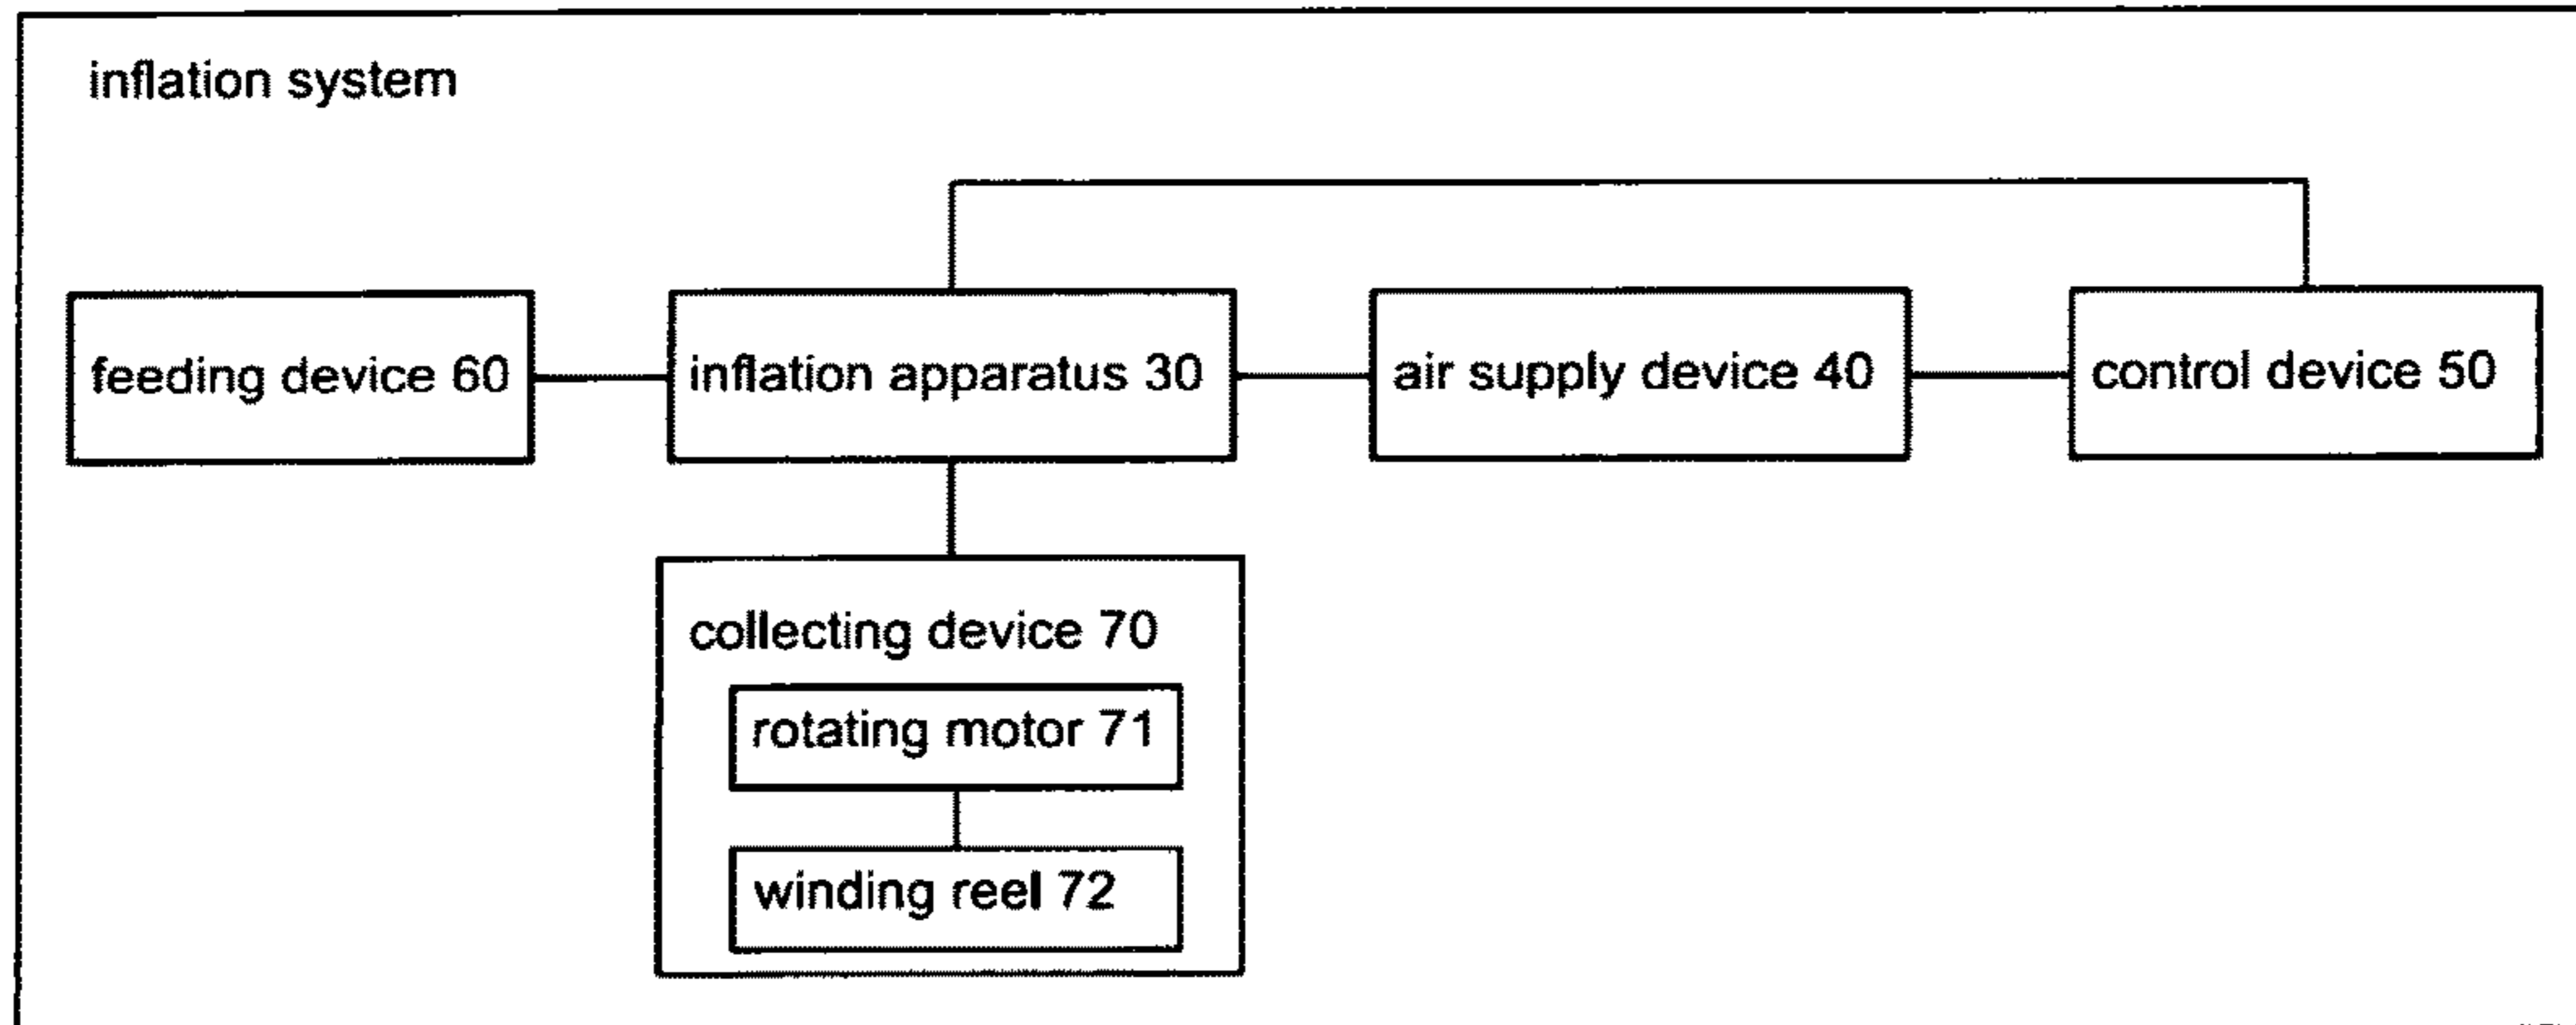 inflation system
feeding device 60
inflation apparatus 30
air supply device 40
control device 50
collecting device 70
rotating motor 71
winding reel 72